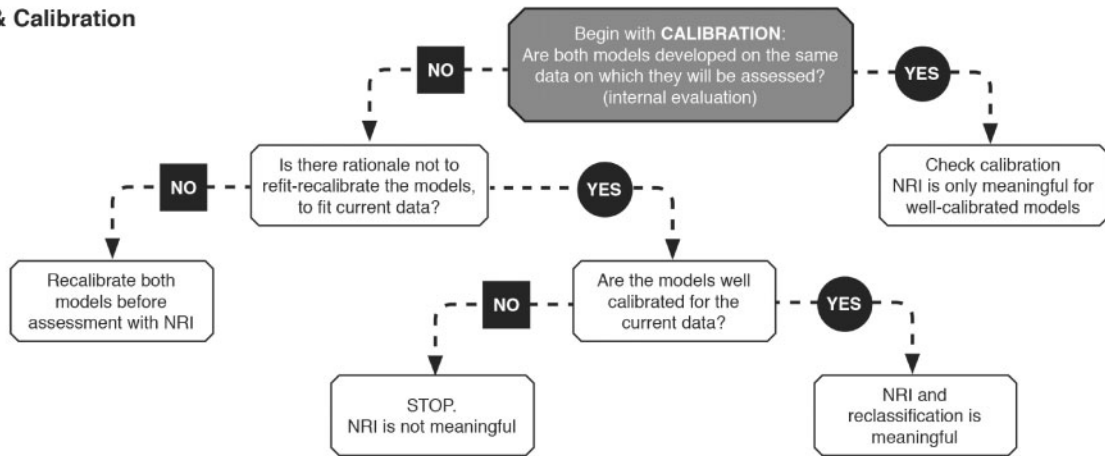 & Calibration
Begin with CALIBRATION:
Are both models developed on the same
data on which they will be assessed?
(internal evaluation)
NO
YES
Is there rationale not to
refit-recalibrate the models,
to fit current data?
Check calibration
NRI is only meaningful for
well-calibrated models
NO
YES
Recalibrate both
models before
assessment with NRI
Are the models well
calibrated for the
current data?
NO
YES
STOP.
NRI is not meaningful
NRI and
reclassification is
meaningful